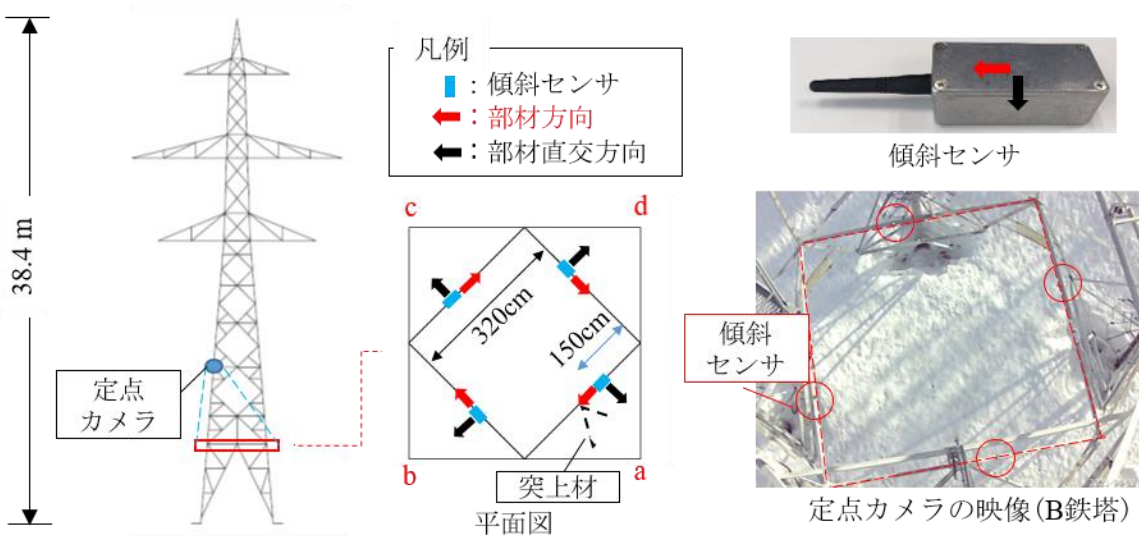 38.4 m
定点
カメラ
凡例
：傾斜センサ
：部材方向
：部材直交方向
c
d
320cm
150cm
b
a
突上材
平面図
傾斜センサ
傾斜
センサ
定点カメラの映像(B鉄塔)